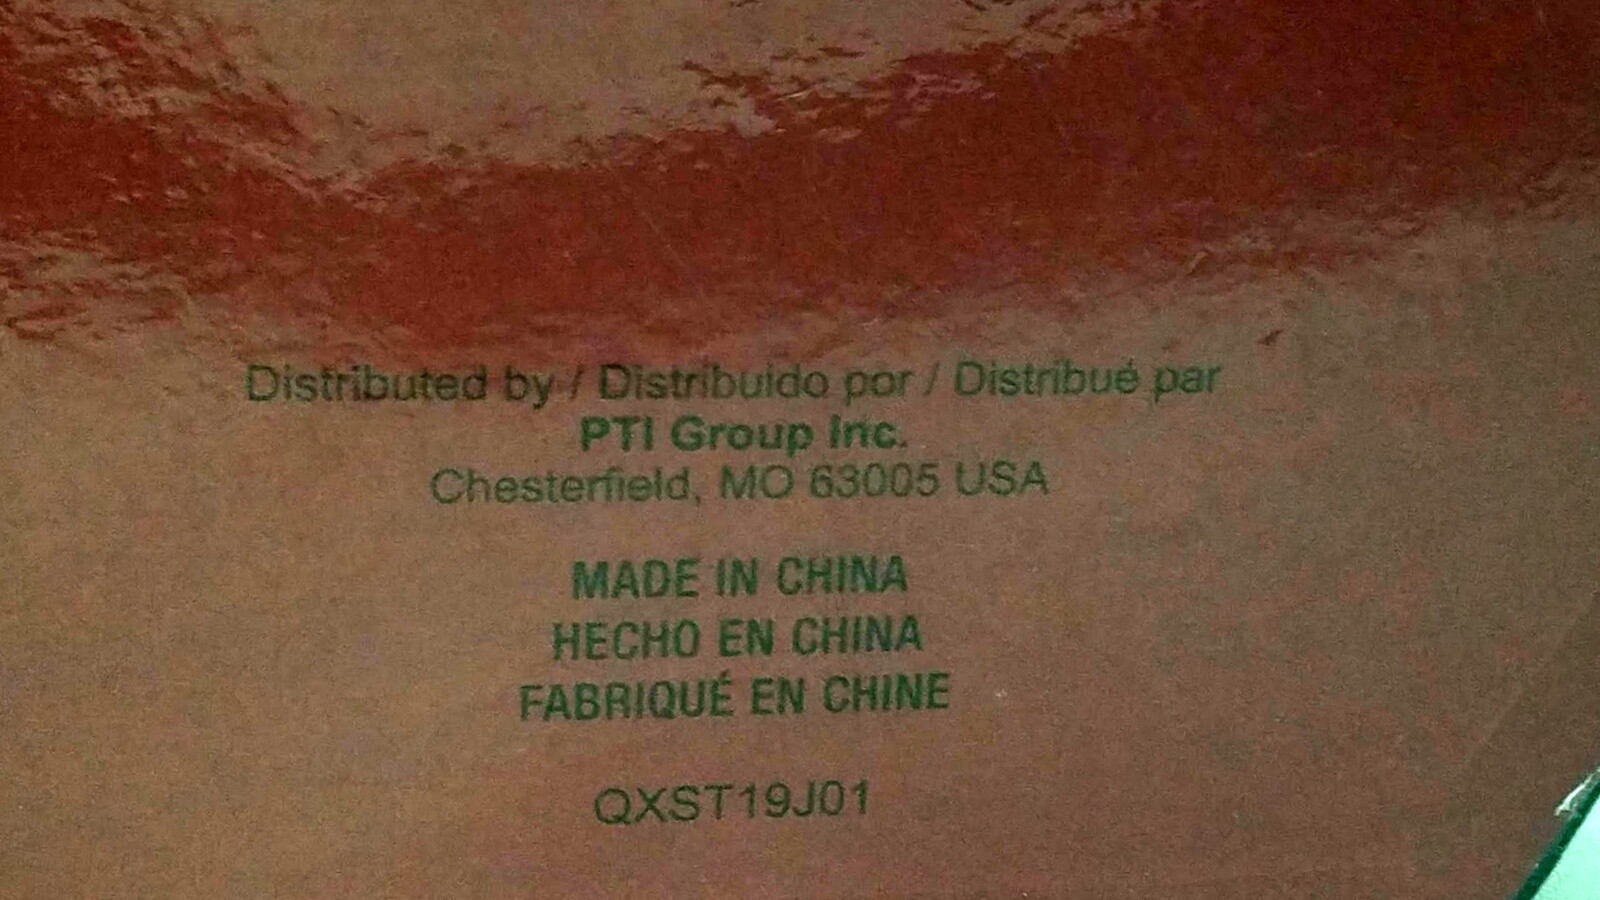 Distributed by / Distribuido por / Distribué par
PTI Group Inc.
Chesterfield, MO 63005 USA
MADE IN CHINA
HECHO EN CHINA
FABRIQUÉ EN CHINE
QXST19J01